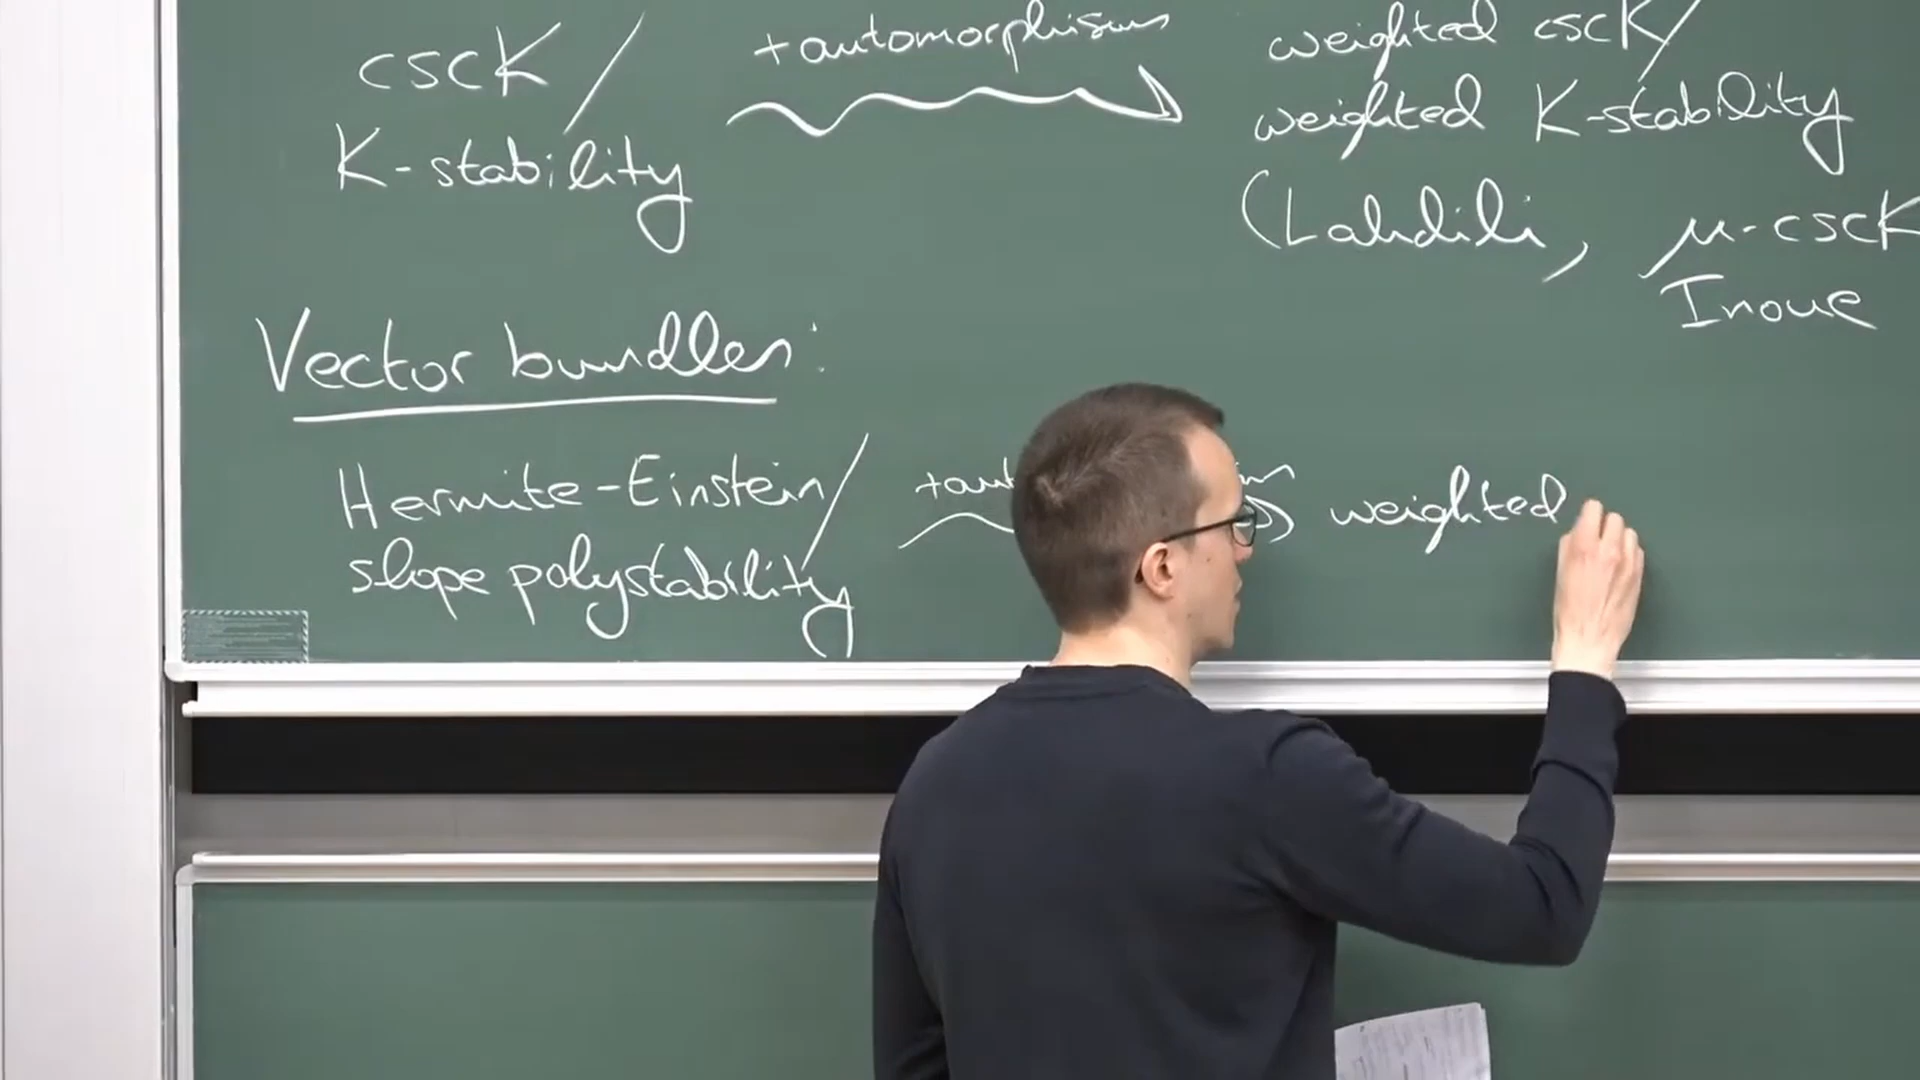 cscK/
K-stability
+automorphisms
weighted cscK/
weighted K-stability
(Lahdili, μ-cscK
Inoue
Vector bundles:
Hermite-Einstein/
slope polystability
weighted